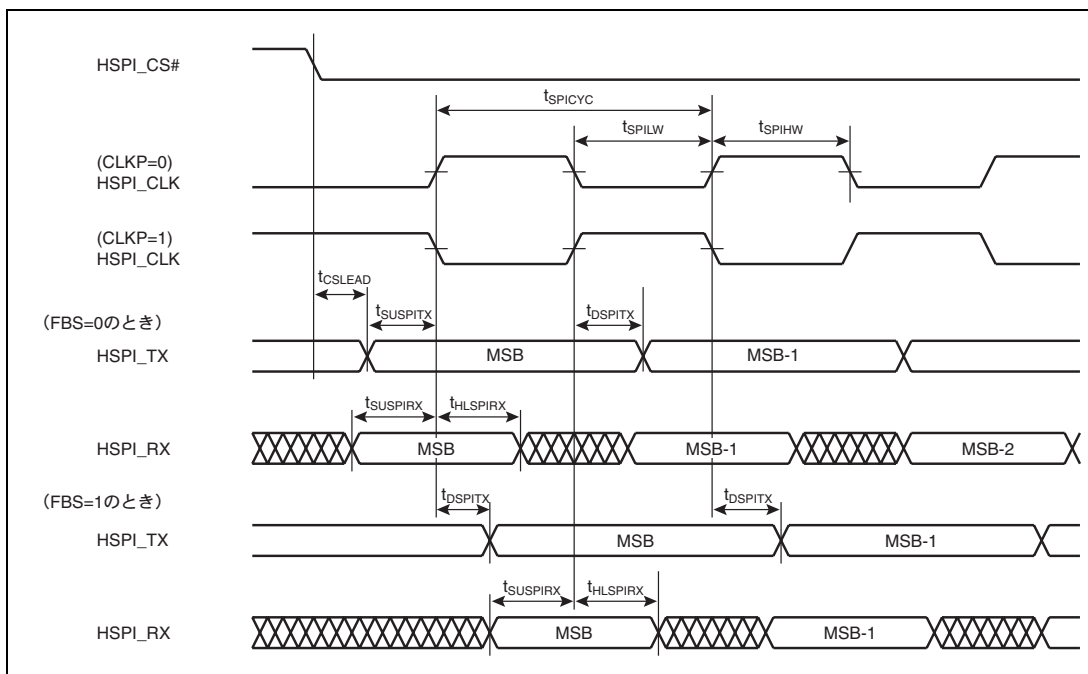 HSPI_CS#
tSPICYC
tSPILW
tSPIHW
(CLKP=0)
HSPI_CLK
(CLKP=1)
HSPI_CLK
tCSLEAD
tSUSPITX
tDSPITX
(FBS=0のとき)
HSPI_TX
MSB
MSB-1
tSUSPIRX
tHLSPIRX
HSPI_RX
MSB
MSB-1
MSB-2
(FBS=1のとき)
tDSPITX
tDSPITX
HSPI_TX
MSB
MSB-1
tSUSPIRX
tHLSPIRX
HSPI_RX
MSB
MSB-1